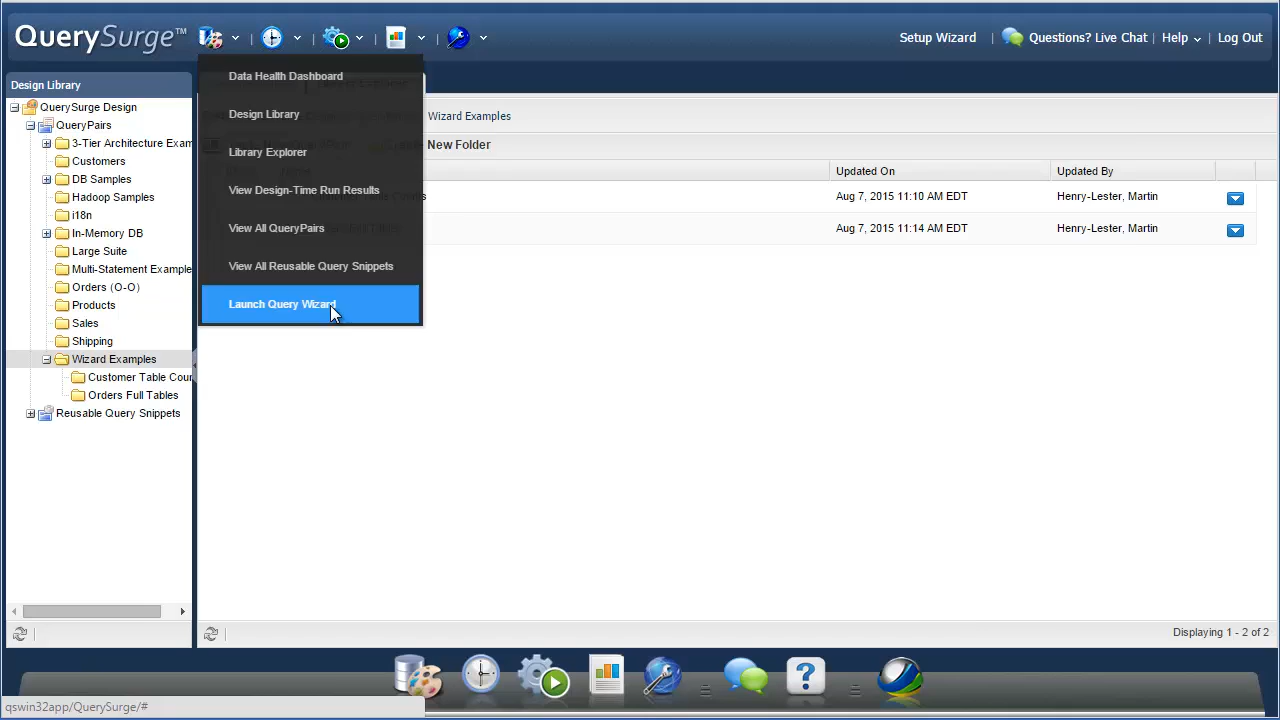 QuerySurge™
Setup Wizard
Questions? Live Chat
Help
Log Out
Design Library
QuerySurge Design
QueryPairs
3-Tier Architecture Exam
Customers
DB Samples
Hadoop Samples
i18n
In-Memory DB
Large Suite
Multi-Statement Example
Orders (O-O)
Products
Sales
Shipping
Wizard Examples
Customer Table Cour
Orders Full Tables
Reusable Query Snippets
Data Health Dashboard
Design Library
Library Explorer
View Design-Time Run Results
View All QueryPairs
View All Reusable Query Snippets
Launch Query Wizard
Wizard Examples
New Folder
Updated On Updated By
Aug 7, 2015 11:10 AM EDT Henry-Lester, Martin
Aug 7, 2015 11:14 AM EDT Henry-Lester, Martin
Displaying 1 - 2 of 2
qswin32app/QuerySurge/#